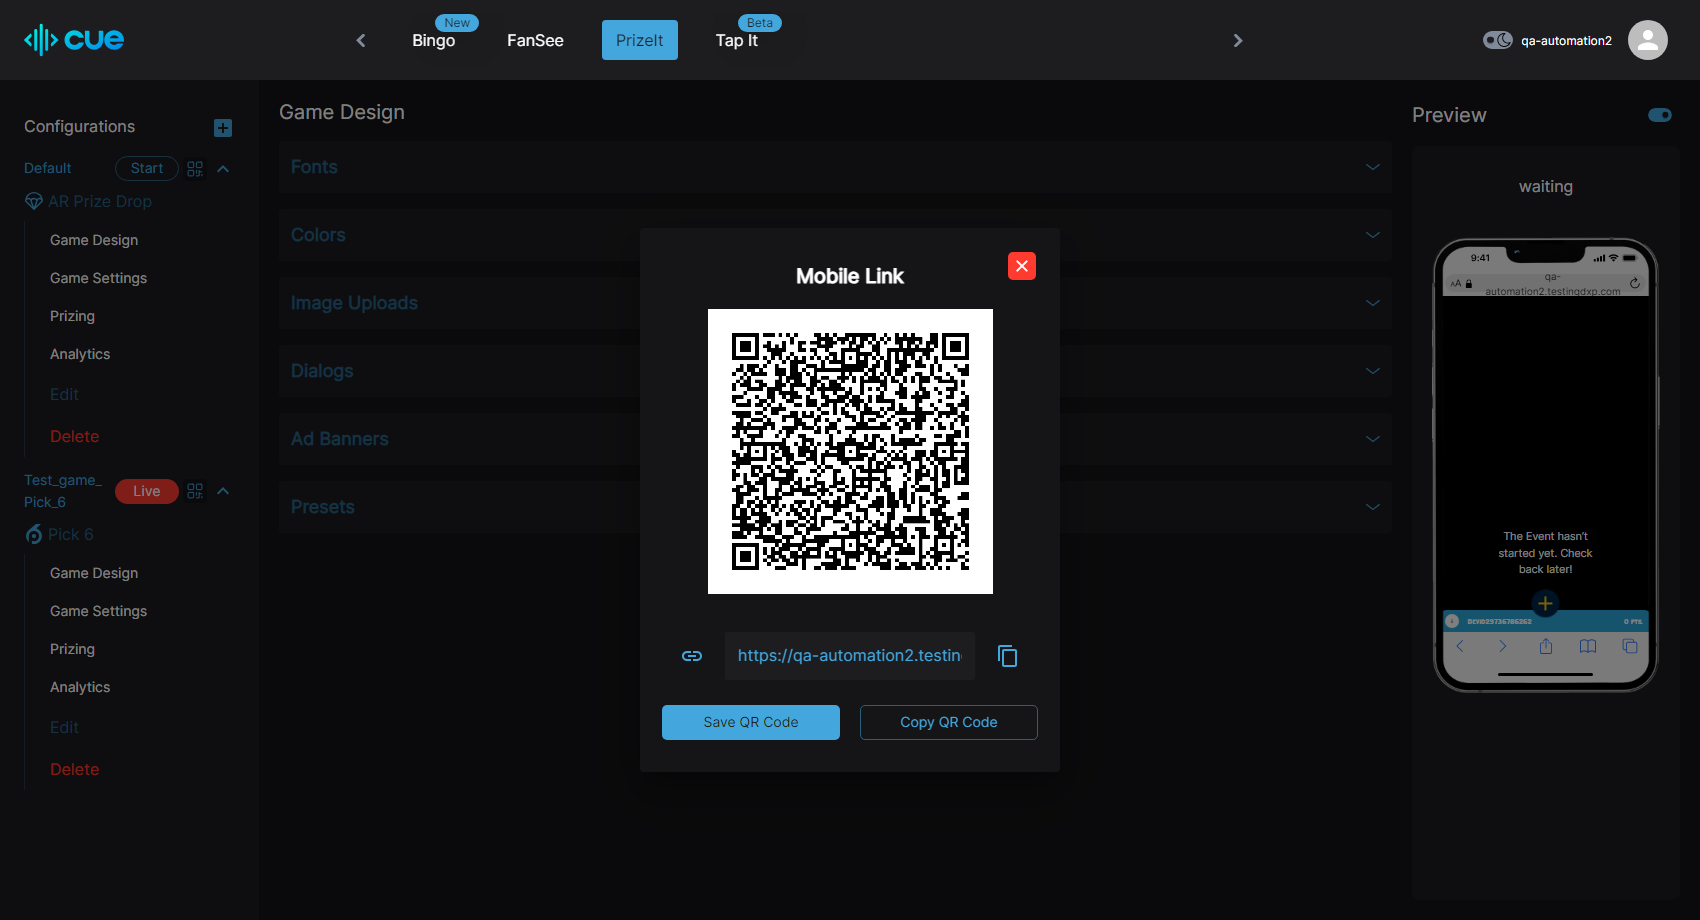 cue
New
Bingo
FanSee
PrizeIt
Beta
Tap It
qa-automation2
Configurations
Default
Start
AR Prize Drop
Game Design
Game Settings
Prizing
Analytics
Edit
Delete
Test_game_
Pick_6
Live
Pick 6
Game Design
Game Settings
Prizing
Analytics
Edit
Delete
Game Design
Fonts
Colors
Image Uploads
Dialogs
Ad Banners
Presets
Mobile Link
https://qa-automation2.testin
Save QR Code
Copy QR Code
Preview
waiting
9:41
AA
qa-
automation2.testingdxp.com
The Event hasn't
started yet. Check
back later!
0 PTS.